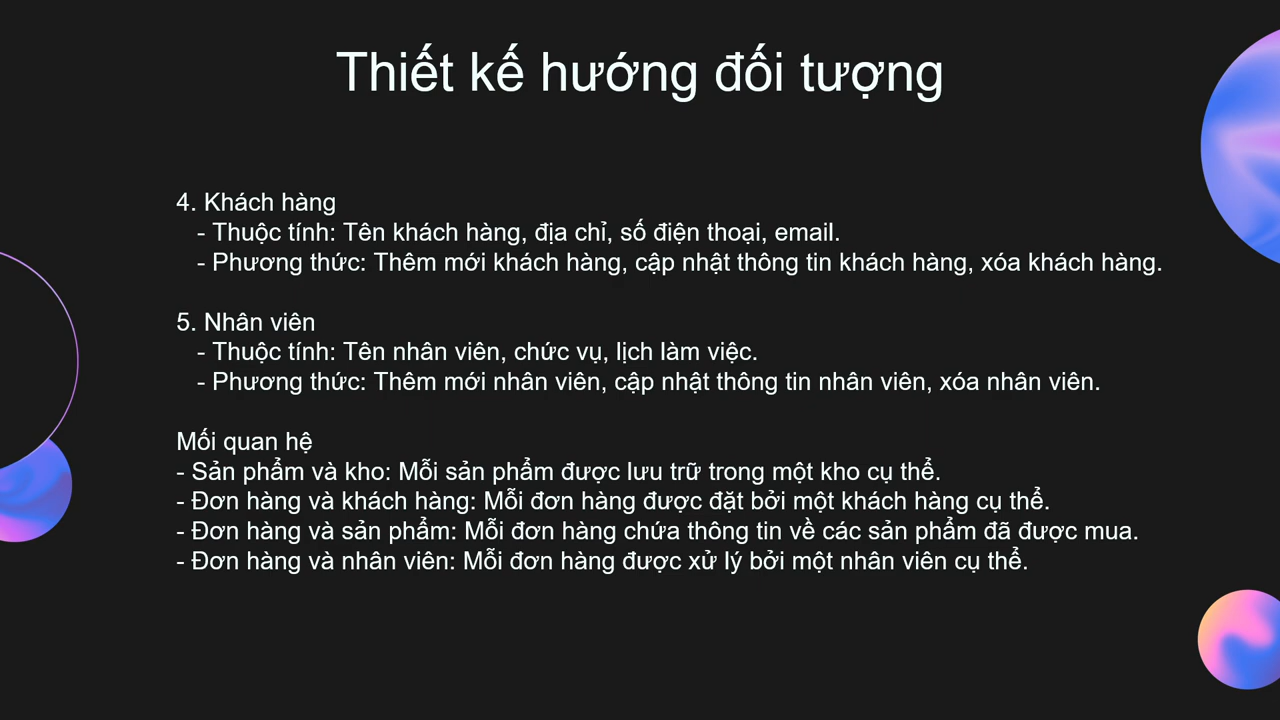 Thiết kế hướng đối tượng
4. Khách hàng
- Thuộc tính: Tên khách hàng, địa chỉ, số điện thoại, email.
- Phương thức: Thêm mới khách hàng, cập nhật thông tin khách hàng, xóa khách hàng.
5. Nhân viên
- Thuộc tính: Tên nhân viên, chức vụ, lịch làm việc.
- Phương thức: Thêm mới nhân viên, cập nhật thông tin nhân viên, xóa nhân viên.
Mối quan hệ
- Sản phẩm và kho: Mỗi sản phẩm được lưu trữ trong một kho cụ thể.
- Đơn hàng và khách hàng: Mỗi đơn hàng được đặt bởi một khách hàng cụ thể.
- Đơn hàng và sản phẩm: Mỗi đơn hàng chứa thông tin về các sản phẩm đã được mua.
- Đơn hàng và nhân viên: Mỗi đơn hàng được xử lý bởi một nhân viên cụ thể.